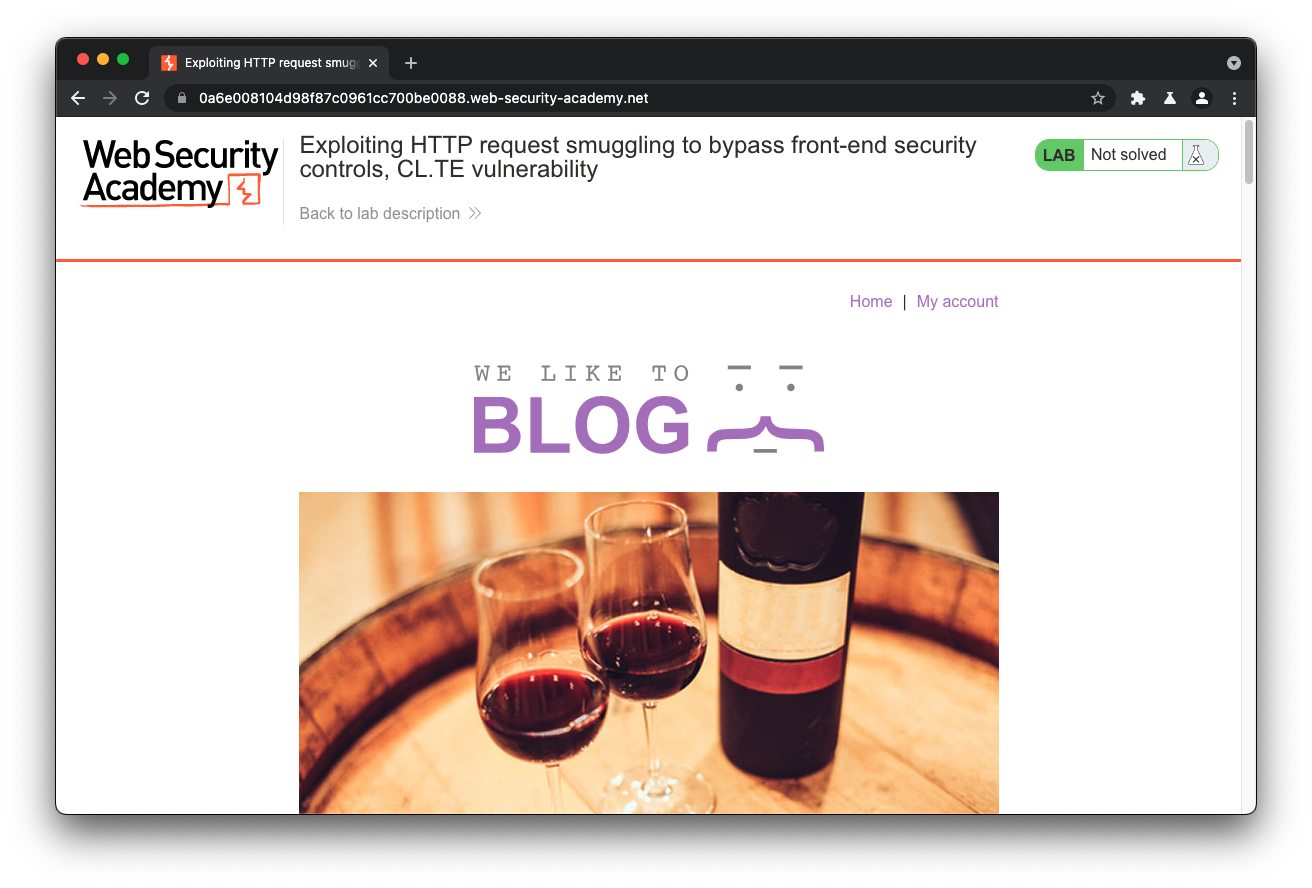 Exploiting HTTP request smug
0a6e008104d98f87c0961cc700be0088.web-security-academy.net
Web Security
Academy
Exploiting HTTP request smuggling to bypass front-end security
controls, CL.TE vulnerability
Back to lab description
LAB Not solved
Home | My account
WE LIKE TO
BLOG